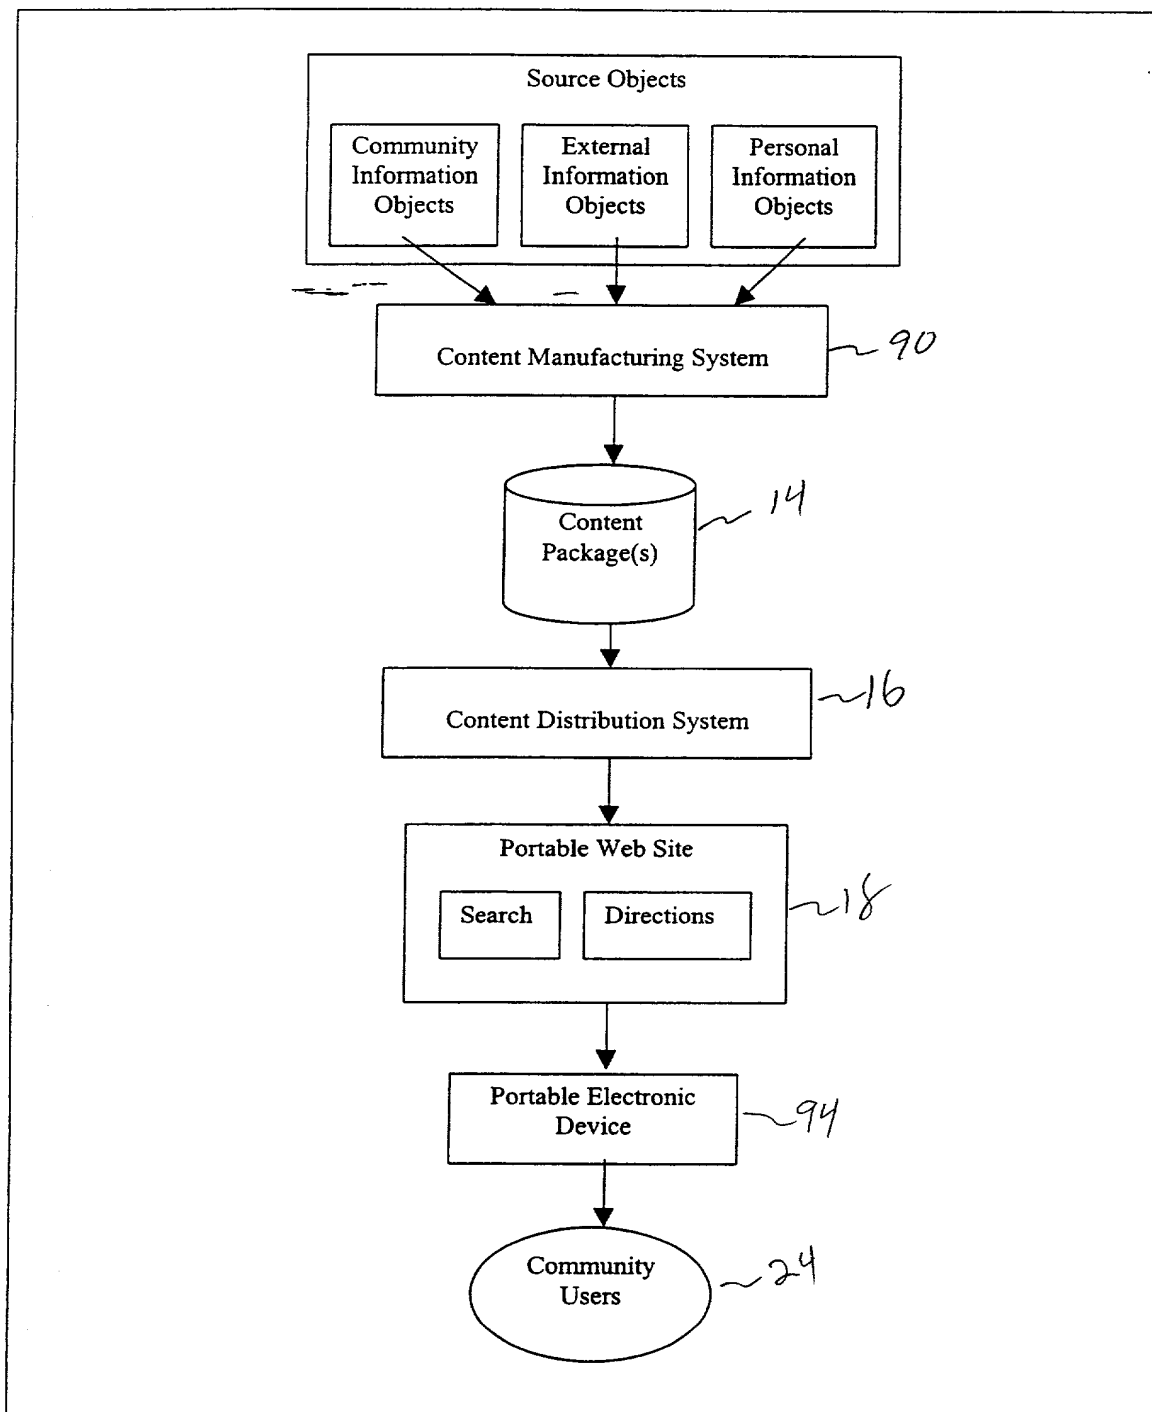 Source Objects
Community
Information
Objects
External
Information
Objects
Personal
Information
Objects
Content Manufacturing System
90
Content
Package(s)
14
Content Distribution System
16
Portable Web Site
Search
Directions
18
Portable Electronic
Device
94
Community
Users
24